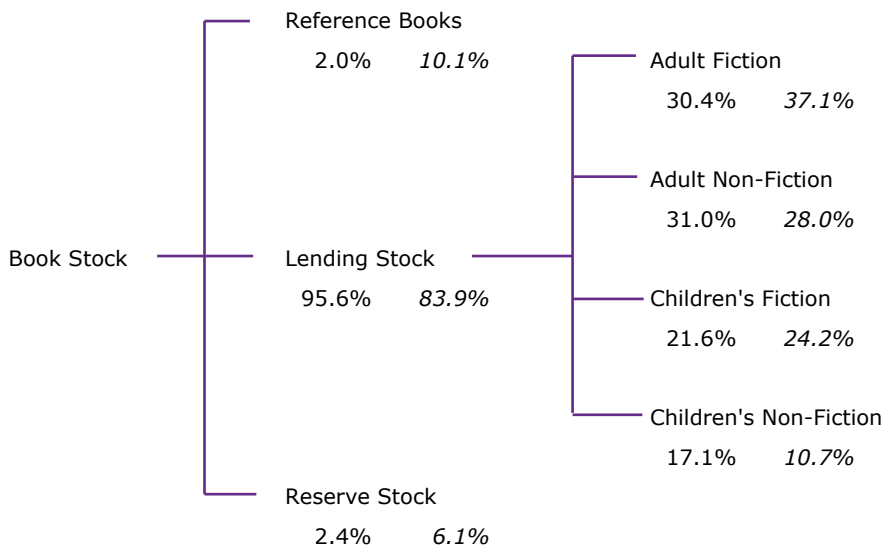 Reference Books
2.0% 10.1%
Adult Fiction
30.4% 37.1%
Adult Non-Fiction
31.0% 28.0%
Book Stock
Lending Stock
95.6% 83.9%
Children's Fiction
21.6% 24.2%
Children's Non-Fiction
17.1% 10.7%
Reserve Stock
2.4% 6.1%